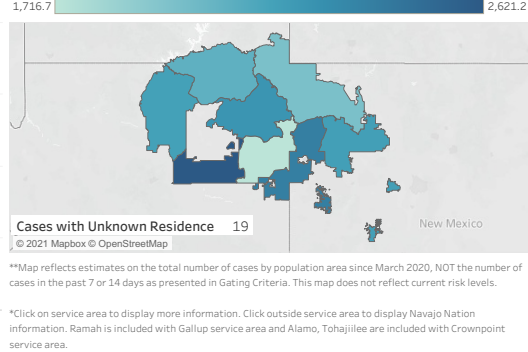 1,716.7 2,621.2
New Mexico
Cases with Unknown Residence 19
© 2021 Mapbox © OpenStreetMap
**Map reflects estimates on the total number of cases by population area since March 2020, NOT the number of
cases in the past 7 or 14 days as presented in Gating Criteria. This map does not reflect current risk levels.
*Click on service area to display more information. Click outside service area to display Navajo Nation
information. Ramah is included with Gallup service area and Alamo, Tohajiilee are included with Crownpoint
service area.